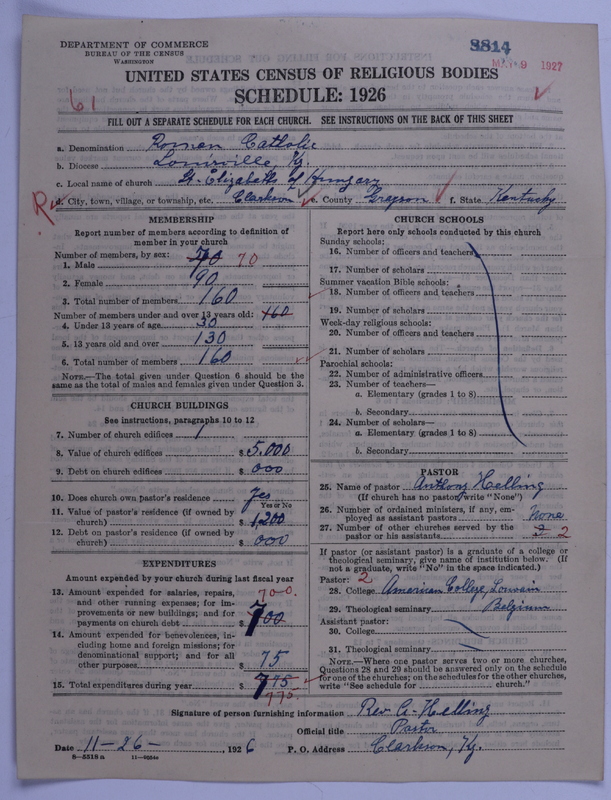 DEPARTMENT OF COMMERCE
BUREAU OF THE CENSUS
WASHINGTON
8814
MAR 9 1927
UNITED STATES CENSUS OF RELIGIOUS BODIES
SCHEDULE: 1926
61
FILL OUT A SEPARATE SCHEDULE FOR EACH CHURCH. SEE INSTRUCTIONS ON THE BACK OF THIS SHEET
a. Denomination Roman Catholic
b. Diocese Louisville, Ky.
c. Local name of church St. Elizabeth of Hungary
R
d. City, town, village, or township, etc. Clarkson e. County Grayson f. State Kentucky
MEMBERSHIP
Report number of members according to definition of
member in your church
Number of members, by sex:
1. Male 70 70
2. Female 90
3. Total number of members 160
Number of members under and over 13 years old: 160
4. Under 13 years of age 30
5. 13 years old and over 130
6. Total number of members 160
NOTE.—The total given under Question 6 should be the
same as the total of males and females given under Question 3.
CHURCH BUILDINGS
See instructions, paragraphs 10 to 12
7. Number of church edifices 1
8. Value of church edifices $ 5.000
9. Debt on church edifices $ 000
10. Does church own pastor's residence yes
Yes or No
11. Value of pastor's residence (if owned by
church) $ 1200
12. Debt on pastor's residence (if owned by
church) $ 000
EXPENDITURES
Amount expended by your church during last fiscal year
13. Amount expended for salaries, repairs, 700.
and other running expenses; for im-
provements or new buildings; and for
payments on church debt $ 700
14. Amount expended for benevolences, in-
cluding home and foreign missions; for
denominational support; and for all
other purposes $ 75
15. Total expenditures during year $ 775
775.
CHURCH SCHOOLS
Report here only schools conducted by this church
Sunday schools:
16. Number of officers and teachers
17. Number of scholars
Summer vacation Bible schools:
18. Number of officers and teachers
19. Number of scholars
Week-day religious schools:
20. Number of officers and teachers
21. Number of scholars
Parochial schools:
22. Number of administrative officers
23. Number of teachers—
a. Elementary (grades 1 to 8)
b. Secondary
24. Number of scholars—
a. Elementary (grades 1 to 8)
b. Secondary
PASTOR
25. Name of pastor Anthony Helling
(If church has no pastor, write "None")
26. Number of ordained ministers, if any, em-
ployed as assistant pastors None
27. Number of other churches served by the
pastor or his assistants 2
If pastor (or assistant pastor) is a graduate of a college or
theological seminary, give name of institution below. (If
not a graduate, write "No" in the space indicated.)
Pastor: 2
28. College American College, Louvain
29. Theological seminary Belgium
Assistant pastor:
30. College
31. Theological seminary
NOTE.—Where one pastor serves two or more churches,
Questions 28 and 29 should be answered only on the schedule
for one of the churches; on the schedules for the other churches,
write "See schedule for church."
Signature of person furnishing information Rev A. Helling
Official title Pastor
Date 11-26-, 1926 P. O. Address Clarkson, Ky.
8—5318a 11—9034